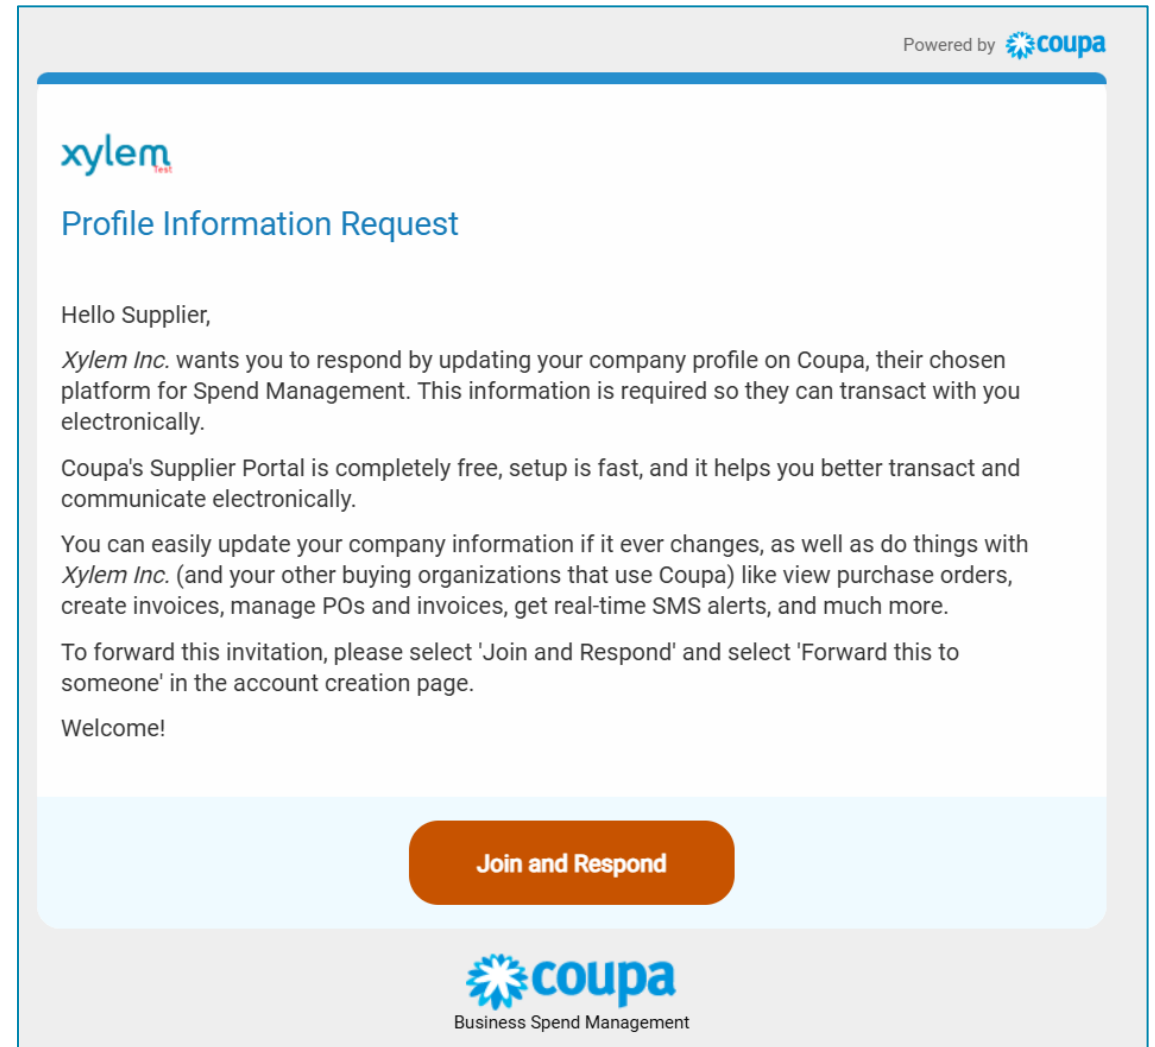 Powered by coupa
xylem
Test
Profile Information Request
Hello Supplier,
Xylem Inc. wants you to respond by updating your company profile on Coupa, their chosen
platform for Spend Management. This information is required so they can transact with you
electronically.
Coupa's Supplier Portal is completely free, setup is fast, and it helps you better transact and
communicate electronically.
You can easily update your company information if it ever changes, as well as do things with
Xylem Inc. (and your other buying organizations that use Coupa) like view purchase orders,
create invoices, manage POs and invoices, get real-time SMS alerts, and much more.
To forward this invitation, please select 'Join and Respond' and select 'Forward this to
someone' in the account creation page.
Welcome!
Join and Respond
coupa
Business Spend Management